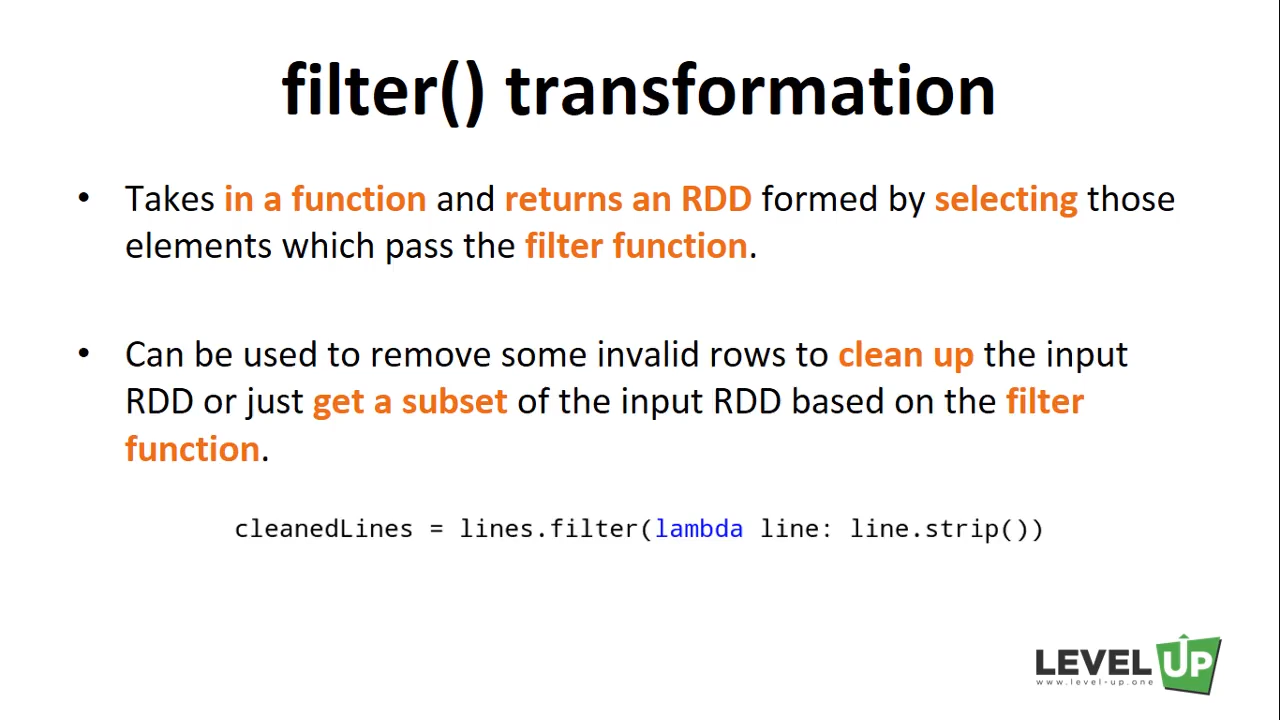 filter() transformation
• Takes in a function and returns an RDD formed by selecting those
elements which pass the filter function.
• Can be used to remove some invalid rows to clean up the input
RDD or just get a subset of the input RDD based on the filter
function.
cleanedLines = lines.filter(lambda line: line.strip())
LEVEL UP
www.level-up.one